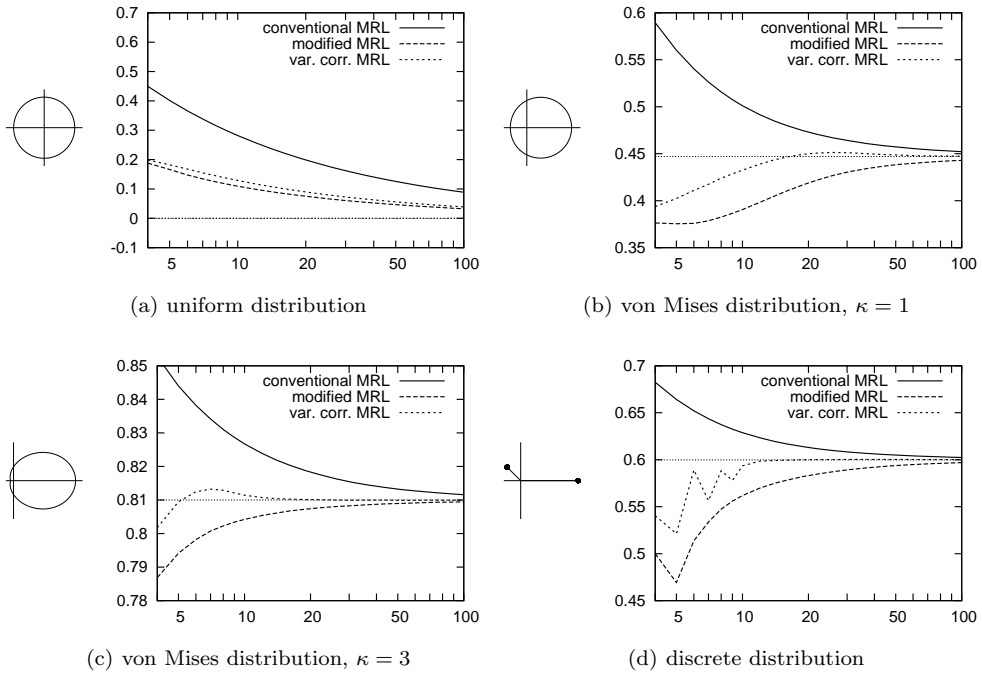 0.7
0.6
0.5
0.4
0.3
0.2
0.1
0
-0.1
conventional MRL
modified MRL
var. corr. MRL
5 10 20 50 100
(a) uniform distribution
0.6
0.55
0.5
0.45
0.4
0.35
conventional MRL
modified MRL
var. corr. MRL
5 10 20 50 100
(b) von Mises distribution, κ = 1
0.85
0.84
0.83
0.82
0.81
0.8
0.79
0.78
conventional MRL
modified MRL
var. corr. MRL
5 10 20 50 100
(c) von Mises distribution, κ = 3
0.7
0.65
0.6
0.55
0.5
0.45
conventional MRL
modified MRL
var. corr. MRL
5 10 20 50 100
(d) discrete distribution